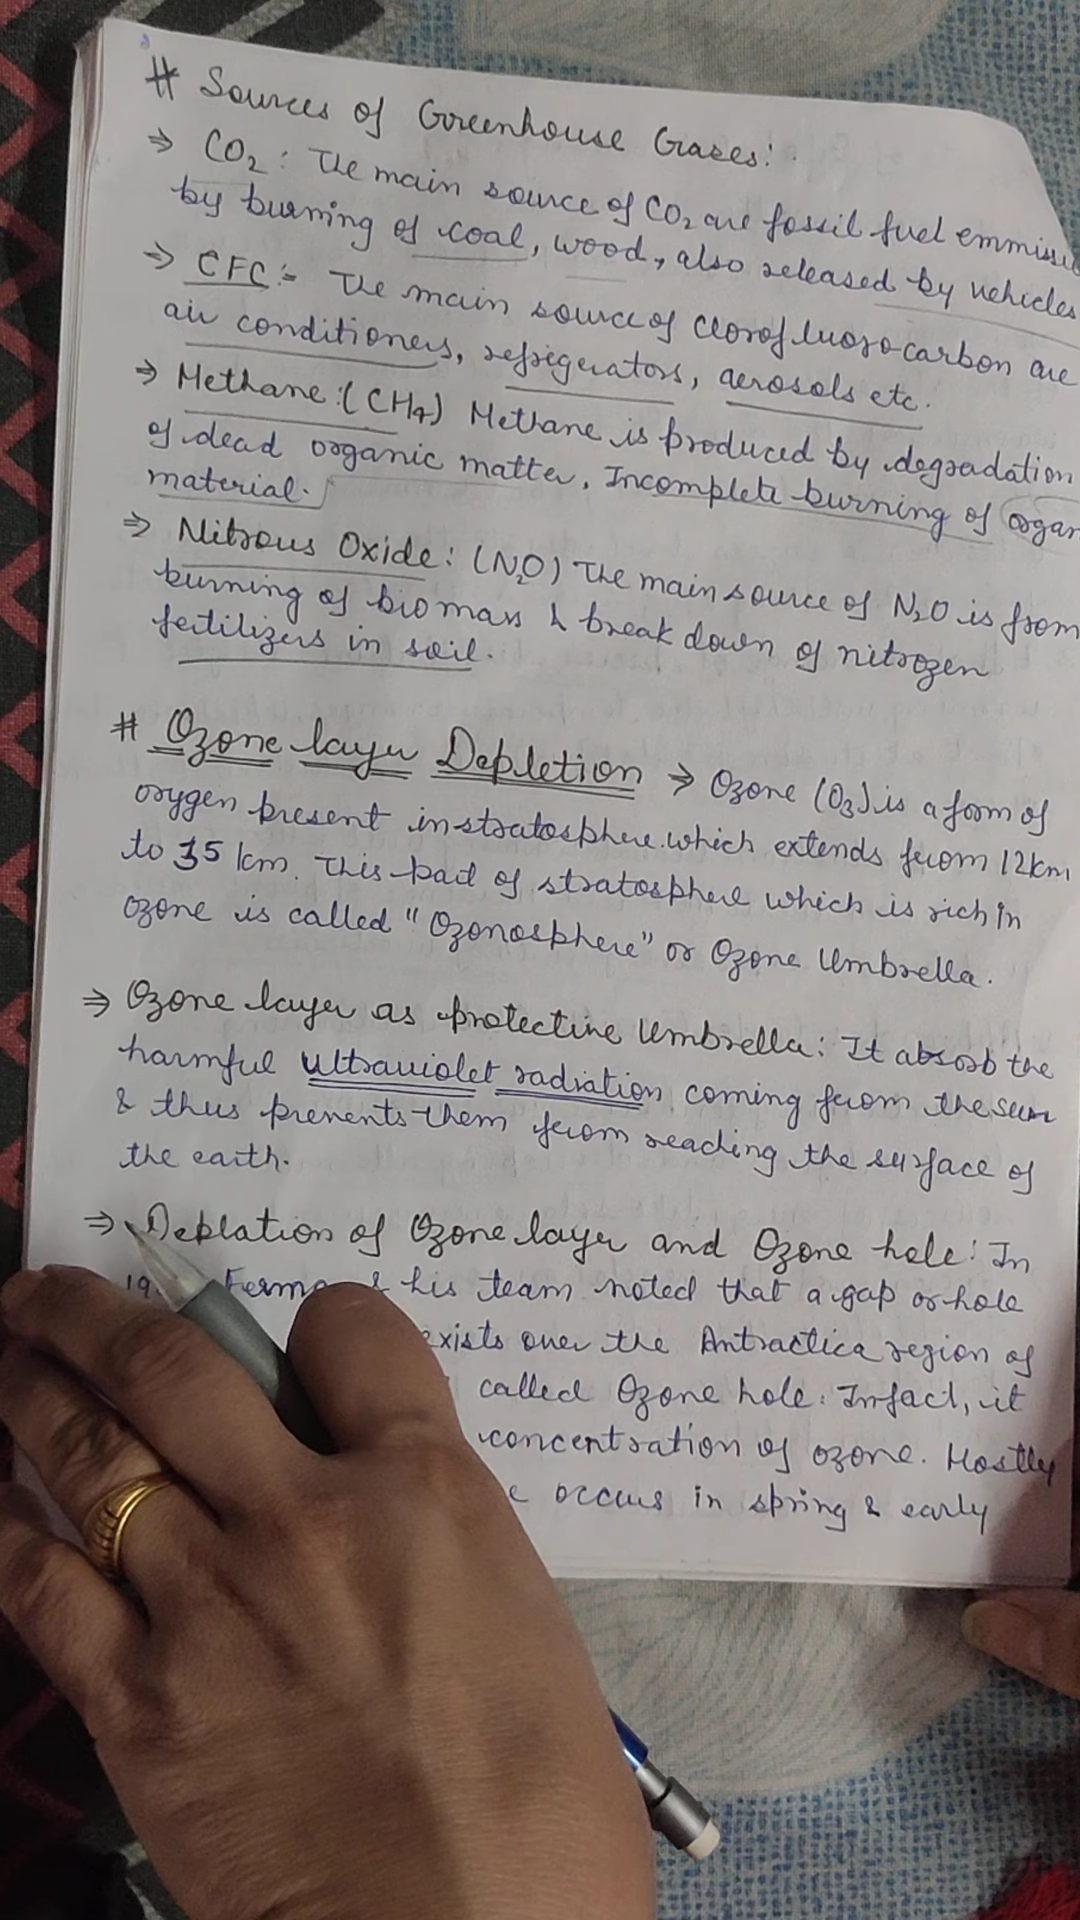 # Sources of Greenhouse Gases:
⇒ CO₂: The main source of CO₂ are fossil fuel
by burning of coal, wood, also released by vehicles
⇒ CFC:- The main source of Clorofluorocarbon are
air conditioners, refrigerators, aerosols etc.
⇒ Methane:(CH4) Methane is produced by degradation
of dead organic matter, Incomplete burning of
material.
⇒ Nitrous Oxide: (N₂O) The main source of N₂O is from
burning of biomass & break down of nitrogen
fertilizers in soil.
# Ozone layer Depletion → Ozone (O₃) is a form of
oxygen present in stratosphere which extends from 12km
to 35 km. This part of stratosphere which is rich in
ozone is called "Ozonosphere" or Ozone Umbrella.
⇒ Ozone layer as protective Umbrella: It absorb the
harmful ultraviolet radiation coming from the sun
& thus prevents them from reaching the surface of
the earth.
⇒ Deplation of Ozone layer and Ozone hole: In
& his team noted that a gap or hole
exists over the Antractica region of
called Ozone hole. Infact, it
concentration of ozone. Mostly
occurs in spring & early